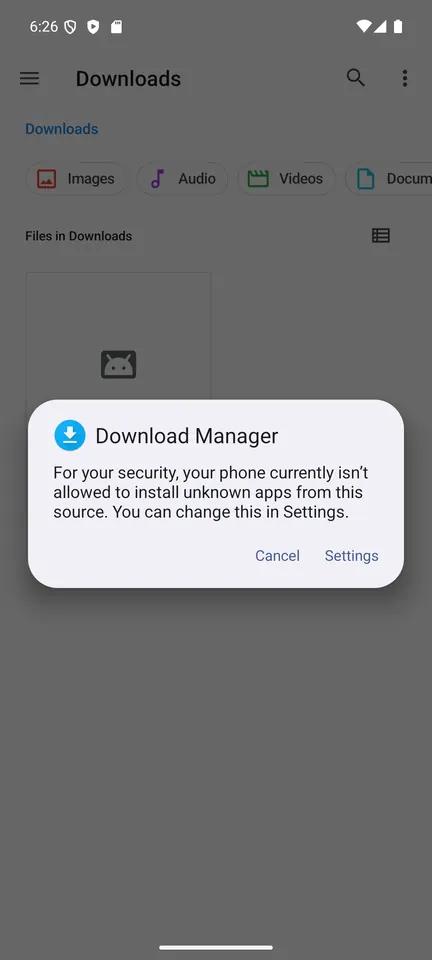 6:26
Downloads
Downloads
Images
Audio
Videos
Docum
Files in Downloads
Download Manager
For your security, your phone currently isn’t
allowed to install unknown apps from this
source. You can change this in Settings.
Cancel
Settings